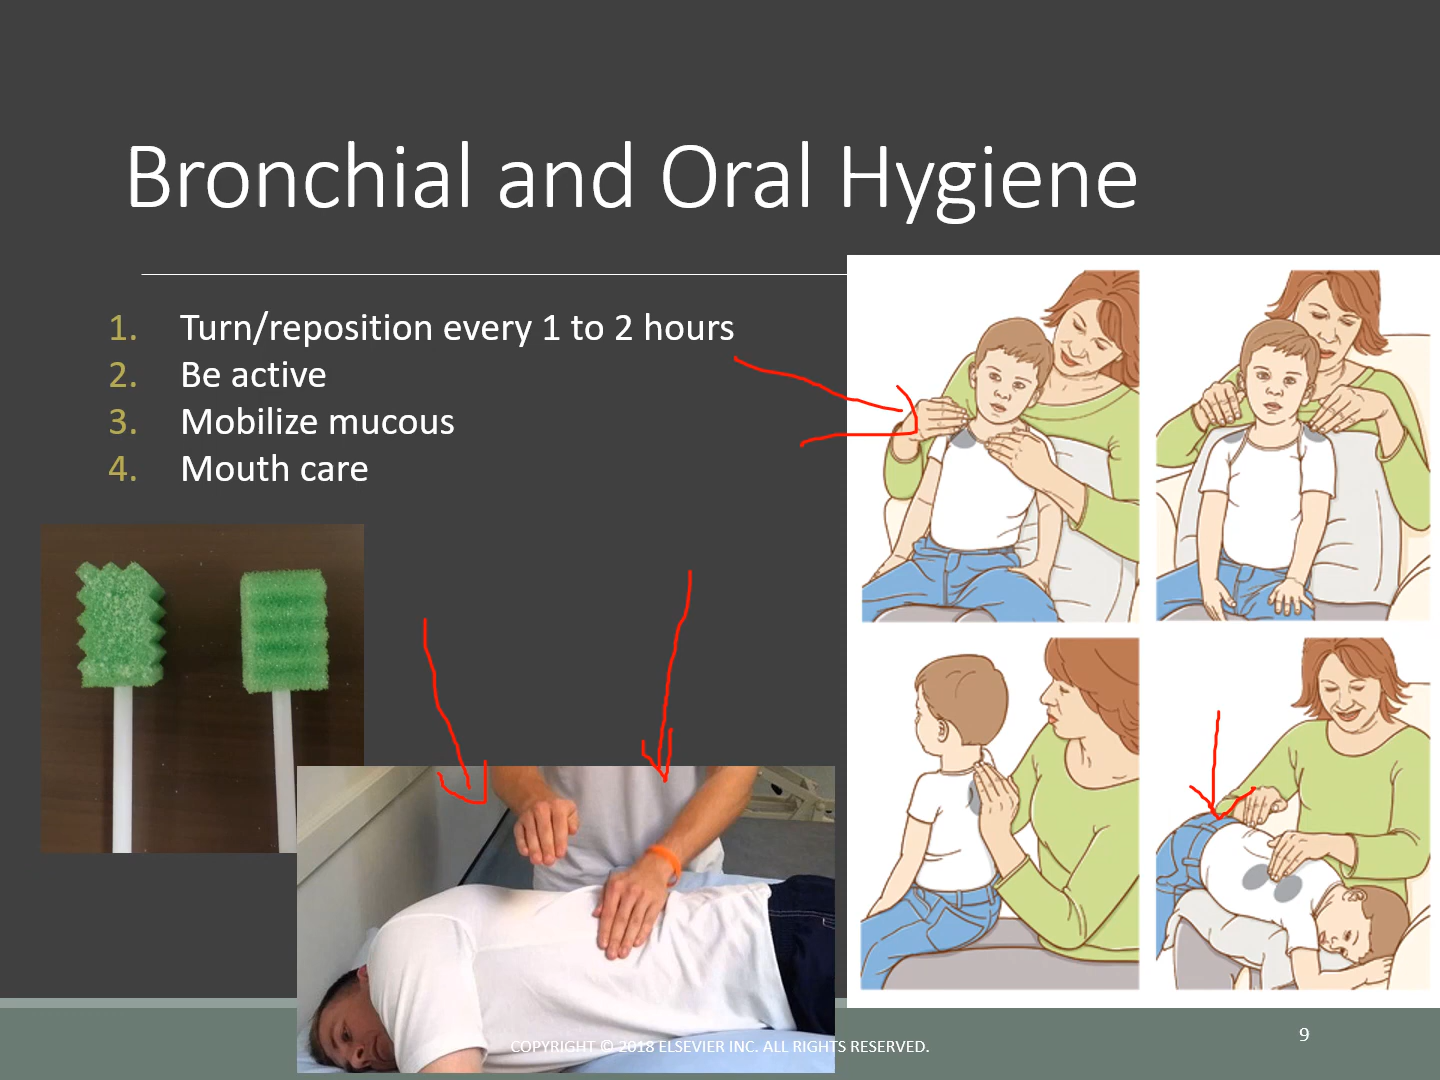 Bronchial and Oral Hygiene
1. Turn/reposition every 1 to 2 hours
2. Be active
3. Mobilize mucous
4. Mouth care
COPYRIGHT © 2018 ELSEVIER INC. ALL RIGHTS RESERVED.
9